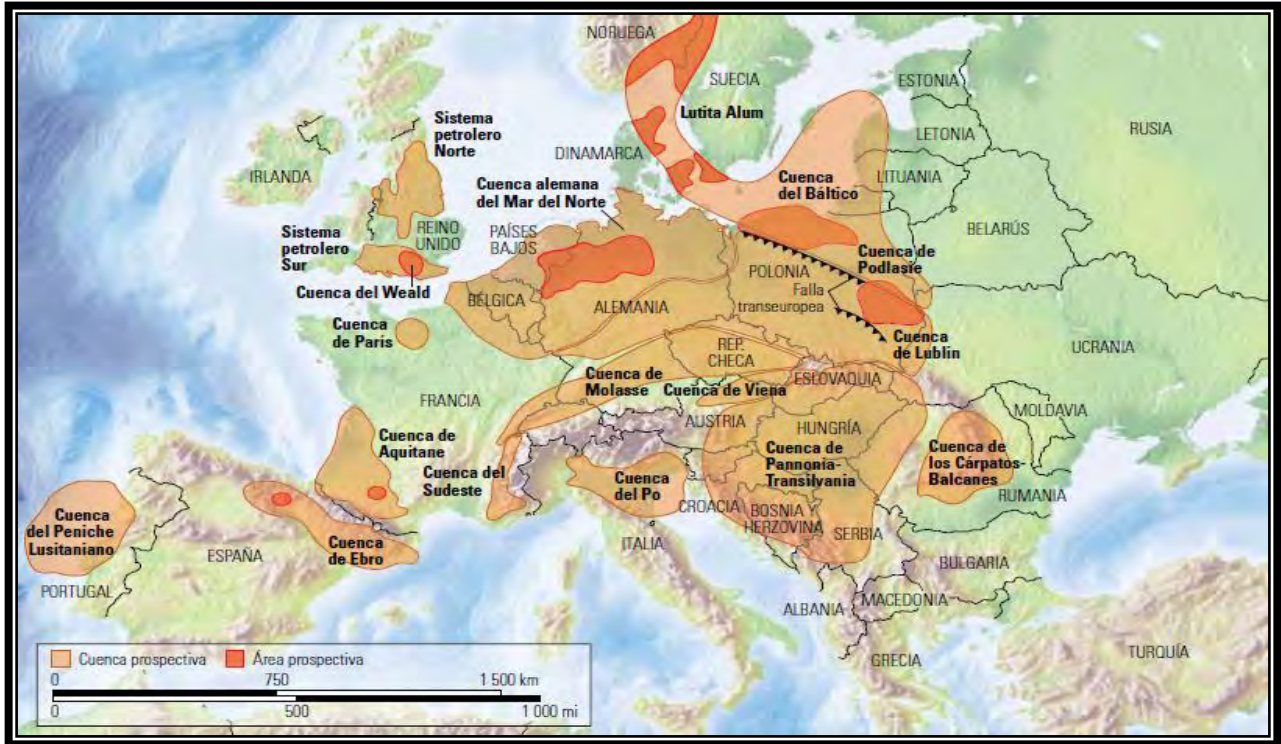 NORUEGA
SUECIA
ESTONIA
LETONIA
RUSIA
Lutita Alum
Sistema
petrolero
Norte
DINAMARCA
IRLANDA
LITUANIA
Cuenca
del Báltico
Cuenca alemana
del Mar del Norte
BELARÚS
REINO
UNIDO
PAÍSES
BAJOS
Sistema
petrolero
Sur
Cuenca de
Podlasie
POLONIA
Falla
transeuropea
Cuenca del Weald
BÉLGICA
ALEMANIA
Cuenca
de París
Cuenca
de Lublin
UCRANIA
REP.
CHECA
Cuenca de
Molasse
Cuenca de Viena
ESLOVAQUIA
FRANCIA
AUSTRIA
HUNGRÍA
MOLDAVIA
Cuenca de
Aquitane
Cuenca de
Pannonia-
Transilvania
Cuenca de
los Cárpatos-
Balcanes
Cuenca del
Sudeste
Cuenca
del Po
CROACIA
RUMANIA
Cuenca
del Peniche
Lusitaniano
BOSNIA Y
HERZOVINA
SERBIA
ESPAÑA
Cuenca
de Ebro
ITALIA
BULGARIA
PORTUGAL
ALBANIA
MACEDONIA
GRECIA
TURQUÍA
Cuenca prospectiva
Área prospectiva
0 750 1 500 km
0 500 1 000 mi